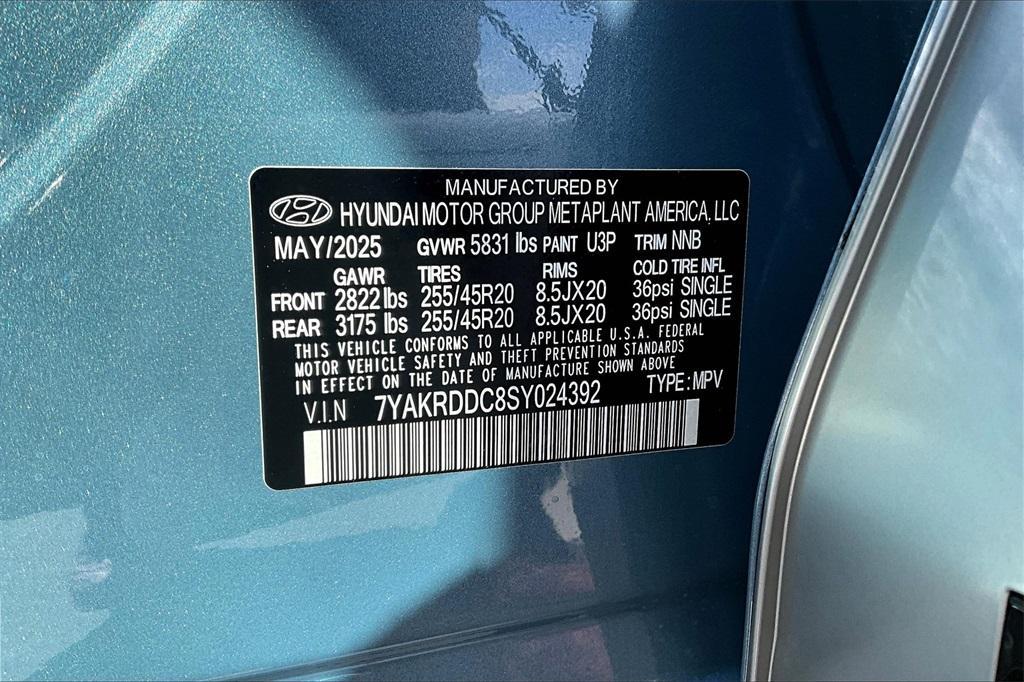 MANUFACTURED BY
HYUNDAI MOTOR GROUP METAPLANT AMERICA, LLC
MAY/2025 GVWR 5831 lbs PAINT U3P TRIM NNB
GAWR TIRES RIMS COLD TIRE INFL
FRONT 2822 lbs 255/45R20 8.5JX20 36psi SINGLE
REAR 3175 lbs 255/45R20 8.5JX20 36psi SINGLE
THIS VEHICLE CONFORMS TO ALL APPLICABLE U.S.A. FEDERAL
MOTOR VEHICLE SAFETY AND THEFT PREVENTION STANDARDS
IN EFFECT ON THE DATE OF MANUFACTURE SHOWN ABOVE
V.I.N 7YAKRDDC8SY024392 TYPE : MPV